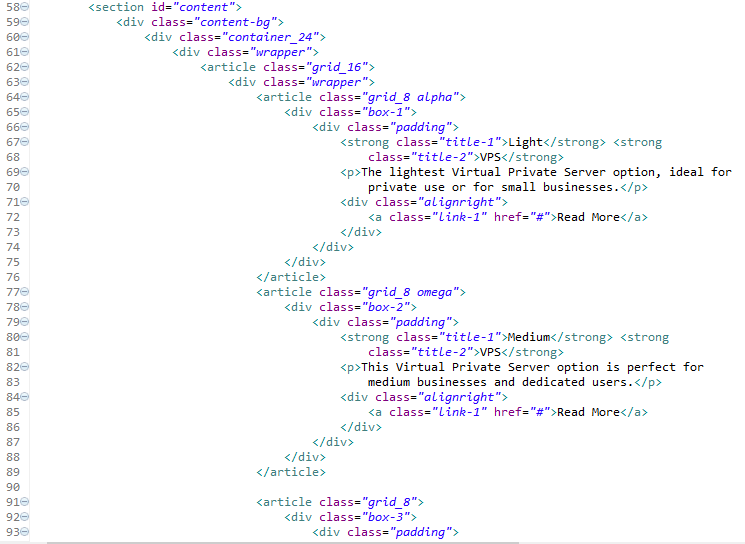 58 <section id="content">
59 <div class="content-bg">
60 <div class="container_24">
61 <div class="wrapper">
62 <article class="grid_16">
63 <div class="wrapper">
64 <article class="grid_8 alpha">
65 <div class="box-1">
66 <div class="padding">
67 <strong class="title-1">Light</strong> <strong
68 class="title-2">VPS</strong>
69 <p>The lightest Virtual Private Server option, ideal for
70 private use or for small businesses.</p>
71 <div class="alignright">
72 <a class="link-1" href="#">Read More</a>
73 </div>
74 </div>
75 </div>
76 </article>
77 <article class="grid_8 omega">
78 <div class="box-2">
79 <div class="padding">
80 <strong class="title-1">Medium</strong> <strong
81 class="title-2">VPS</strong>
82 <p>This Virtual Private Server option is perfect for
83 medium businesses and dedicated users.</p>
84 <div class="alignright">
85 <a class="link-1" href="#">Read More</a>
86 </div>
87 </div>
88 </div>
89 </article>
90
91 <article class="grid_8">
92 <div class="box-3">
93 <div class="padding">